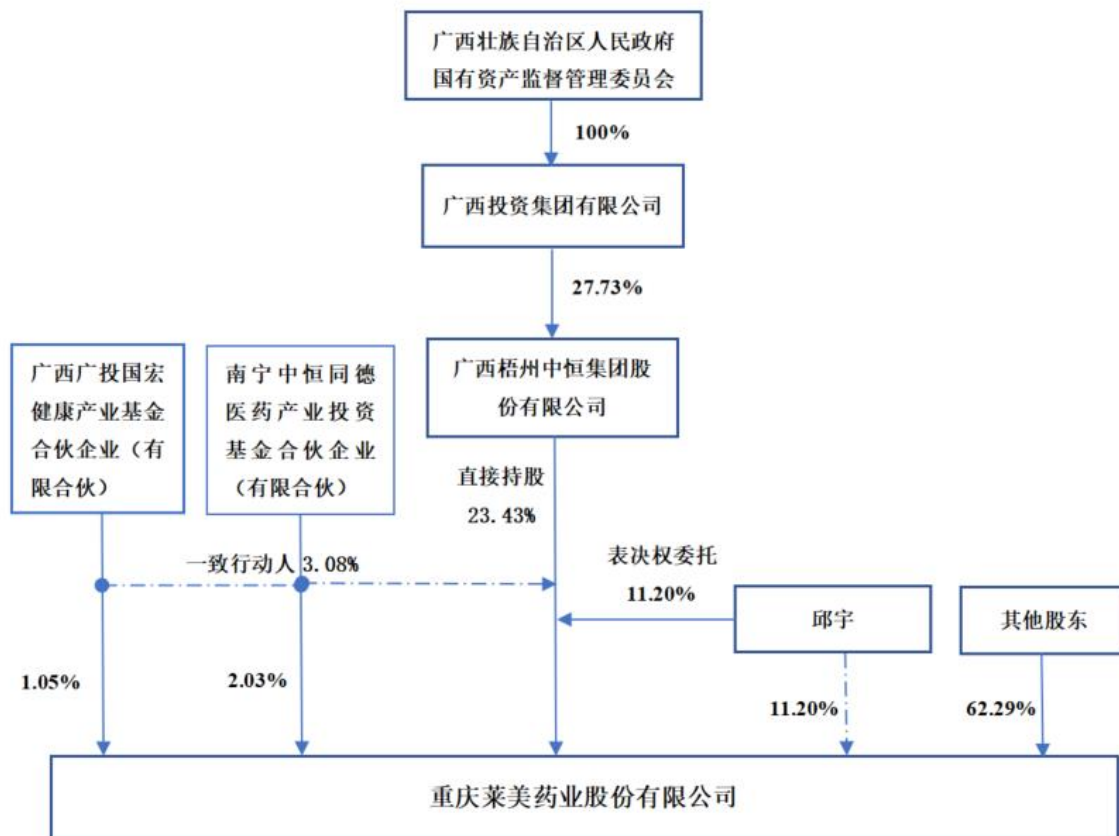 广西壮族自治区人民政府
国有资产监督管理委员会
100%
广西投资集团有限公司
27.73%
广西广投国宏
健康产业基金
合伙企业（有
限合伙）
南宁中恒同德
医药产业投资
基金合伙企业
（有限合伙）
广西梧州中恒集团股
份有限公司
直接持股
23.43%
一致行动人 3.08%
表决权委托
11.20%
邱宇
其他股东
1.05%
2.03%
11.20%
62.29%
重庆莱美药业股份有限公司